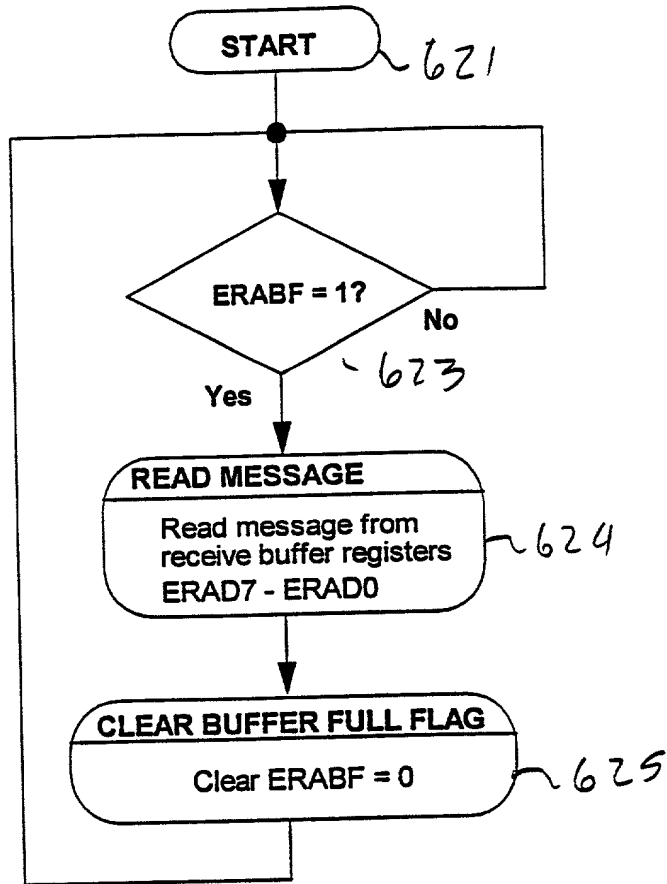 START
621
ERABF = 1?
No
623
Yes
READ MESSAGE
Read message from
receive buffer registers
ERAD7 - ERAD0
624
CLEAR BUFFER FULL FLAG
Clear ERABF = 0
625